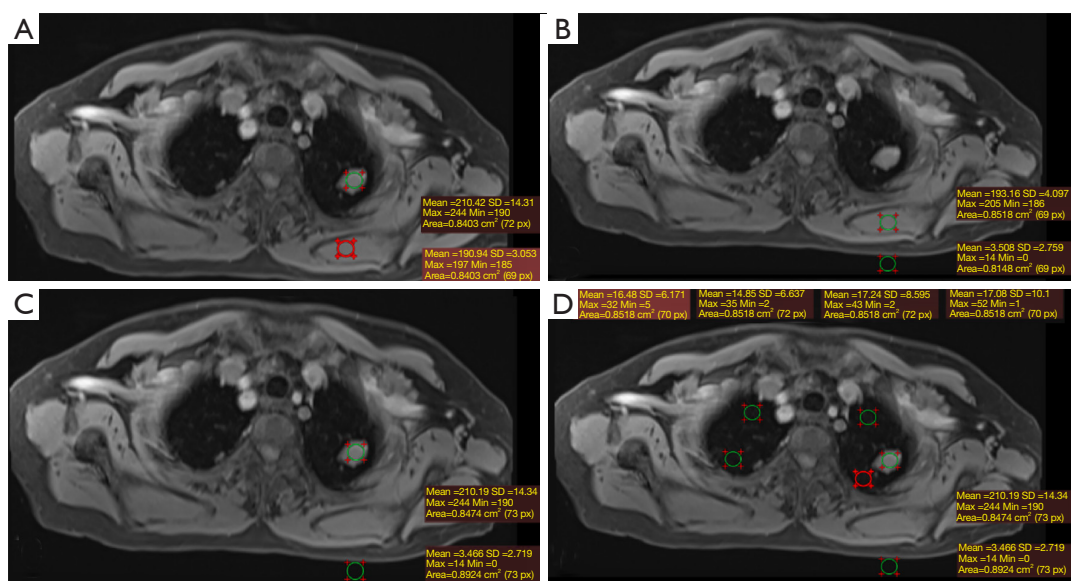 A
Mean =210.42 SD =14.31
Max =244 Min =190
Area=0.8403 cm² (72 px)
Mean =190.94 SD =3.053
Max =197 Min =185
Area=0.8403 cm² (69 px)
B
Mean =193.16 SD =4.097
Max =205 Min =186
Area=0.8518 cm² (69 px)
Mean =3.508 SD =2.759
Max =14 Min =0
Area=0.8148 cm² (69 px)
C
Mean =210.19 SD =14.34
Max =244 Min =190
Area=0.8474 cm² (73 px)
Mean =3.466 SD =2.719
Max =14 Min =0
Area=0.8924 cm² (73 px)
D
Mean =16.48 SD =6.171
Max =32 Min =5
Area=0.8518 cm² (70 px)
Mean =14.85 SD =6.637
Max =35 Min =2
Area=0.8518 cm² (72 px)
Mean =17.24 SD =8.595
Max =43 Min =2
Area=0.8518 cm² (72 px)
Mean =17.08 SD =10.1
Max =52 Min =1
Area=0.8518 cm² (70 px)
Mean =210.19 SD =14.34
Max =244 Min =190
Area=0.8474 cm² (73 px)
Mean =3.466 SD =2.719
Max =14 Min =0
Area=0.8924 cm² (73 px)